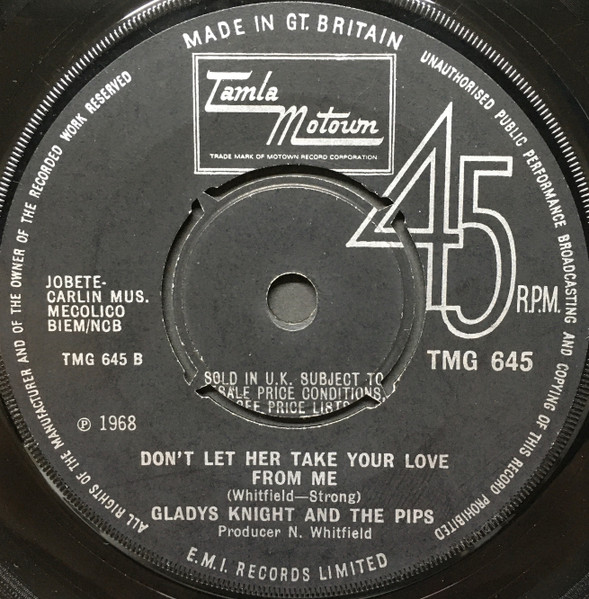 MADE IN GT. BRITAIN
UNAUTHORISED PUBLIC PERFORMANCE BROADCASTING AND COPYING OF THIS RECORD PROHIBITED
ALL RIGHTS OF THE MANUFACTURER AND OF THE OWNER OF THE RECORDED WORK RESERVED
Tamla
Motown
TRADE MARK OF MOTOWN RECORD CORPORATION
45
R.P.M.
JOBETE-
CARLIN MUS.
MECOLICO
BIEM/NCB
TMG 645 B
TMG 645
SOLD IN U.K. SUBJECT TO
SALE PRICE CONDITIONS,
SEE PRICE LISTS
℗ 1968
DON'T LET HER TAKE YOUR LOVE
FROM ME
(Whitfield—Strong)
GLADYS KNIGHT AND THE PIPS
Producer N. Whitfield
E.M.I. RECORDS LIMITED